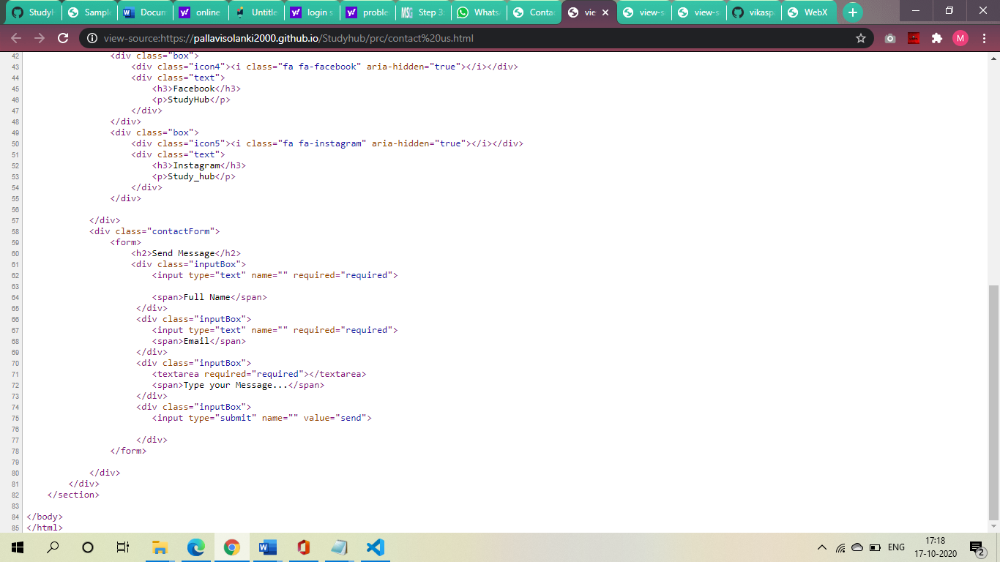 StudyH
Sample
Docum
online
Untitle
login s
proble
MSG Step 3:
WhatsA
Contac
vie
view-s
view-s
vikasp
WebX
view-source:https://pallavisolanki2000.github.io/Studyhub/prc/contact%20us.html
M
42 <div class="box">
43 <div class="icon4"><i class="fa fa-facebook" aria-hidden="true"></i></div>
44 <div class="text">
45 <h3>Facebook</h3>
46 <p>StudyHub</p>
47 </div>
48 </div>
49 <div class="box">
50 <div class="icon5"><i class="fa fa-instagram" aria-hidden="true"></i></div>
51 <div class="text">
52 <h3>Instagram</h3>
53 <p>Study_hub</p>
54 </div>
55 </div>
56
57 </div>
58 <div class="contactForm">
59 <form>
60 <h2>Send Message</h2>
61 <div class="inputBox">
62 <input type="text" name="" required="required">
63
64 <span>Full Name</span>
65 </div>
66 <div class="inputBox">
67 <input type="text" name="" required="required">
68 <span>Email</span>
69 </div>
70 <div class="inputBox">
71 <textarea required="required"></textarea>
72 <span>Type your Message...</span>
73 </div>
74 <div class="inputBox">
75 <input type="submit" name="" value="send">
76
77 </div>
78 </form>
79
80 </div>
81 </div>
82 </section>
83
84 </body>
85 </html>
ENG
17:18
17-10-2020
2